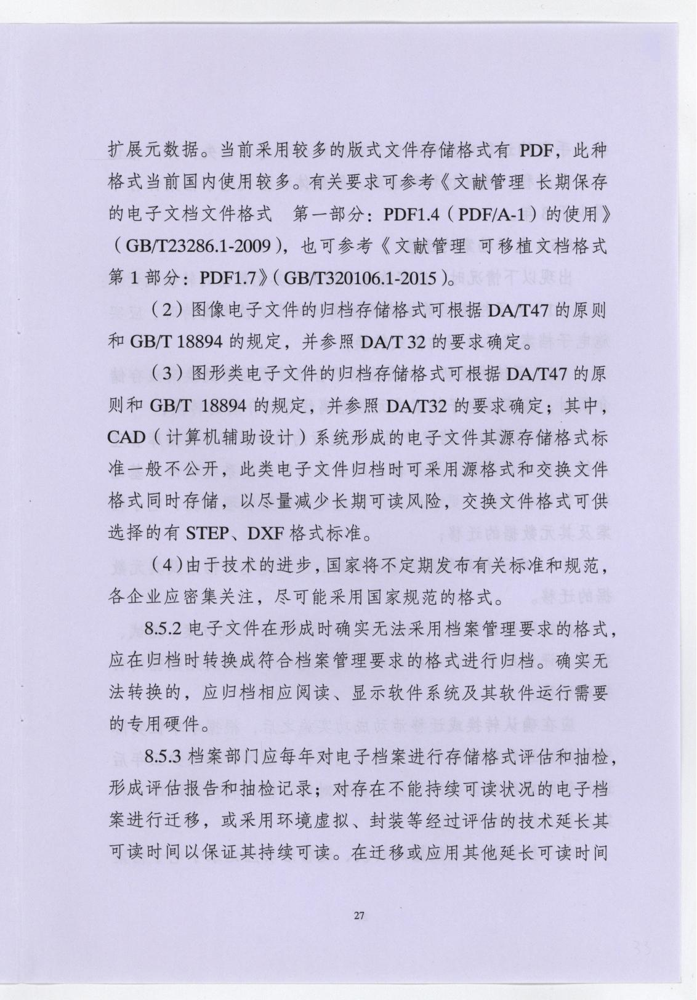 扩展元数据。当前采用较多的版式文件存储格式有 PDF，此种
格式当前国内使用较多。有关要求可参考《文献管理 长期保存
的电子文档文件格式　第一部分：PDF1.4（PDF/A-1）的使用》
（GB/T23286.1-2009），也可参考《文献管理 可移植文档格式
第 1 部分：PDF1.7》（GB/T320106.1-2015）。
（2）图像电子文件的归档存储格式可根据 DA/T47 的原则
和 GB/T 18894 的规定，并参照 DA/T 32 的要求确定。
（3）图形类电子文件的归档存储格式可根据 DA/T47 的原
则和 GB/T 18894 的规定，并参照 DA/T32 的要求确定；其中，
CAD（计算机辅助设计）系统形成的电子文件其源存储格式标
准一般不公开，此类电子文件归档时可采用源格式和交换文件
格式同时存储，以尽量减少长期可读风险，交换文件格式可供
选择的有 STEP、DXF 格式标准。
（4）由于技术的进步，国家将不定期发布有关标准和规范，
各企业应密集关注，尽可能采用国家规范的格式。
8.5.2 电子文件在形成时确实无法采用档案管理要求的格式，
应在归档时转换成符合档案管理要求的格式进行归档。确实无
法转换的，应归档相应阅读、显示软件系统及其软件运行需要
的专用硬件。
8.5.3 档案部门应每年对电子档案进行存储格式评估和抽检，
形成评估报告和抽检记录；对存在不能持续可读状况的电子档
案进行迁移，或采用环境虚拟、封装等经过评估的技术延长其
可读时间以保证其持续可读。在迁移或应用其他延长可读时间
27
33